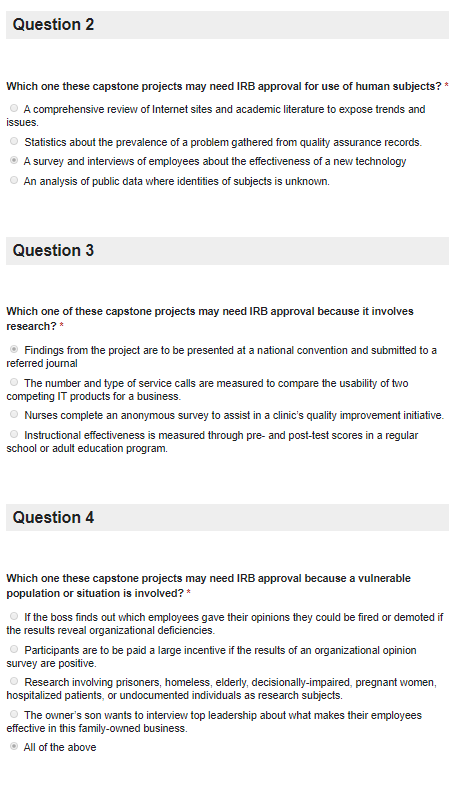 Question 2
Which one these capstone projects may need IRB approval for use of human subjects? *
A comprehensive review of Internet sites and academic literature to expose trends and
issues.
Statistics about the prevalence of a problem gathered from quality assurance records.
A survey and interviews of employees about the effectiveness of a new technology
An analysis of public data where identities of subjects is unknown.
Question 3
Which one of these capstone projects may need IRB approval because it involves
research? *
Findings from the project are to be presented at a national convention and submitted to a
referred journal
The number and type of service calls are measured to compare the usability of two
competing IT products for a business.
Nurses complete an anonymous survey to assist in a clinic's quality improvement initiative.
Instructional effectiveness is measured through pre- and post-test scores in a regular
school or adult education program.
Question 4
Which one these capstone projects may need IRB approval because a vulnerable
population or situation is involved? *
If the boss finds out which employees gave their opinions they could be fired or demoted if
the results reveal organizational deficiencies.
Participants are to be paid a large incentive if the results of an organizational opinion
survey are positive.
Research involving prisoners, homeless, elderly, decisionally-impaired, pregnant women,
hospitalized patients, or undocumented individuals as research subjects.
The owner's son wants to interview top leadership about what makes their employees
effective in this family-owned business.
All of the above